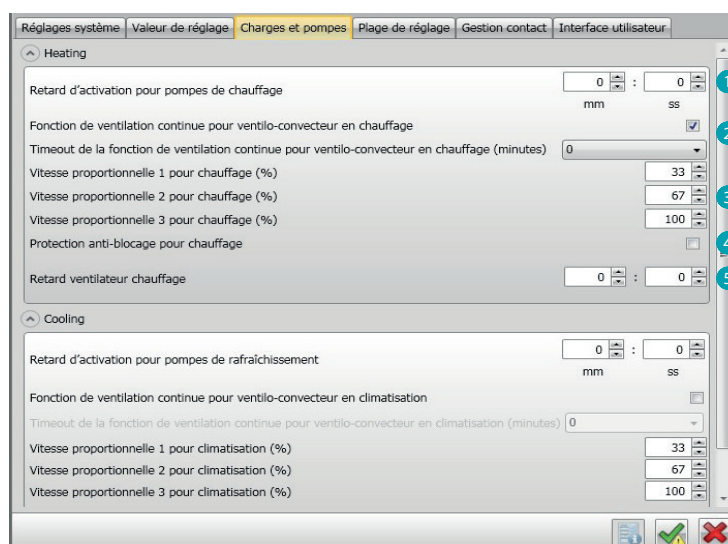 Réglages système Valeur de réglage Charges et pompes Plage de réglage Gestion contact Interface utilisateur
Heating
Retard d'activation pour pompes de chauffage 0 : 0
mm ss
1
Fonction de ventilation continue pour ventilo-convecteur en chauffage
2
Timeout de la fonction de ventilation continue pour ventilo-convecteur en chauffage (minutes) 0
Vitesse proportionnelle 1 pour chauffage (%) 33
Vitesse proportionnelle 2 pour chauffage (%) 67
3
Vitesse proportionnelle 3 pour chauffage (%) 100
Protection anti-blocage pour chauffage
4
Retard ventilateur chauffage 0 : 0
5
Cooling
Retard d'activation pour pompes de rafraîchissement 0 : 0
mm ss
Fonction de ventilation continue pour ventilo-convecteur en climatisation
Timeout de la fonction de ventilation continue pour ventilo-convecteur en climatisation (minutes) 0
Vitesse proportionnelle 1 pour climatisation (%) 33
Vitesse proportionnelle 2 pour climatisation (%) 67
Vitesse proportionnelle 3 pour climatisation (%) 100